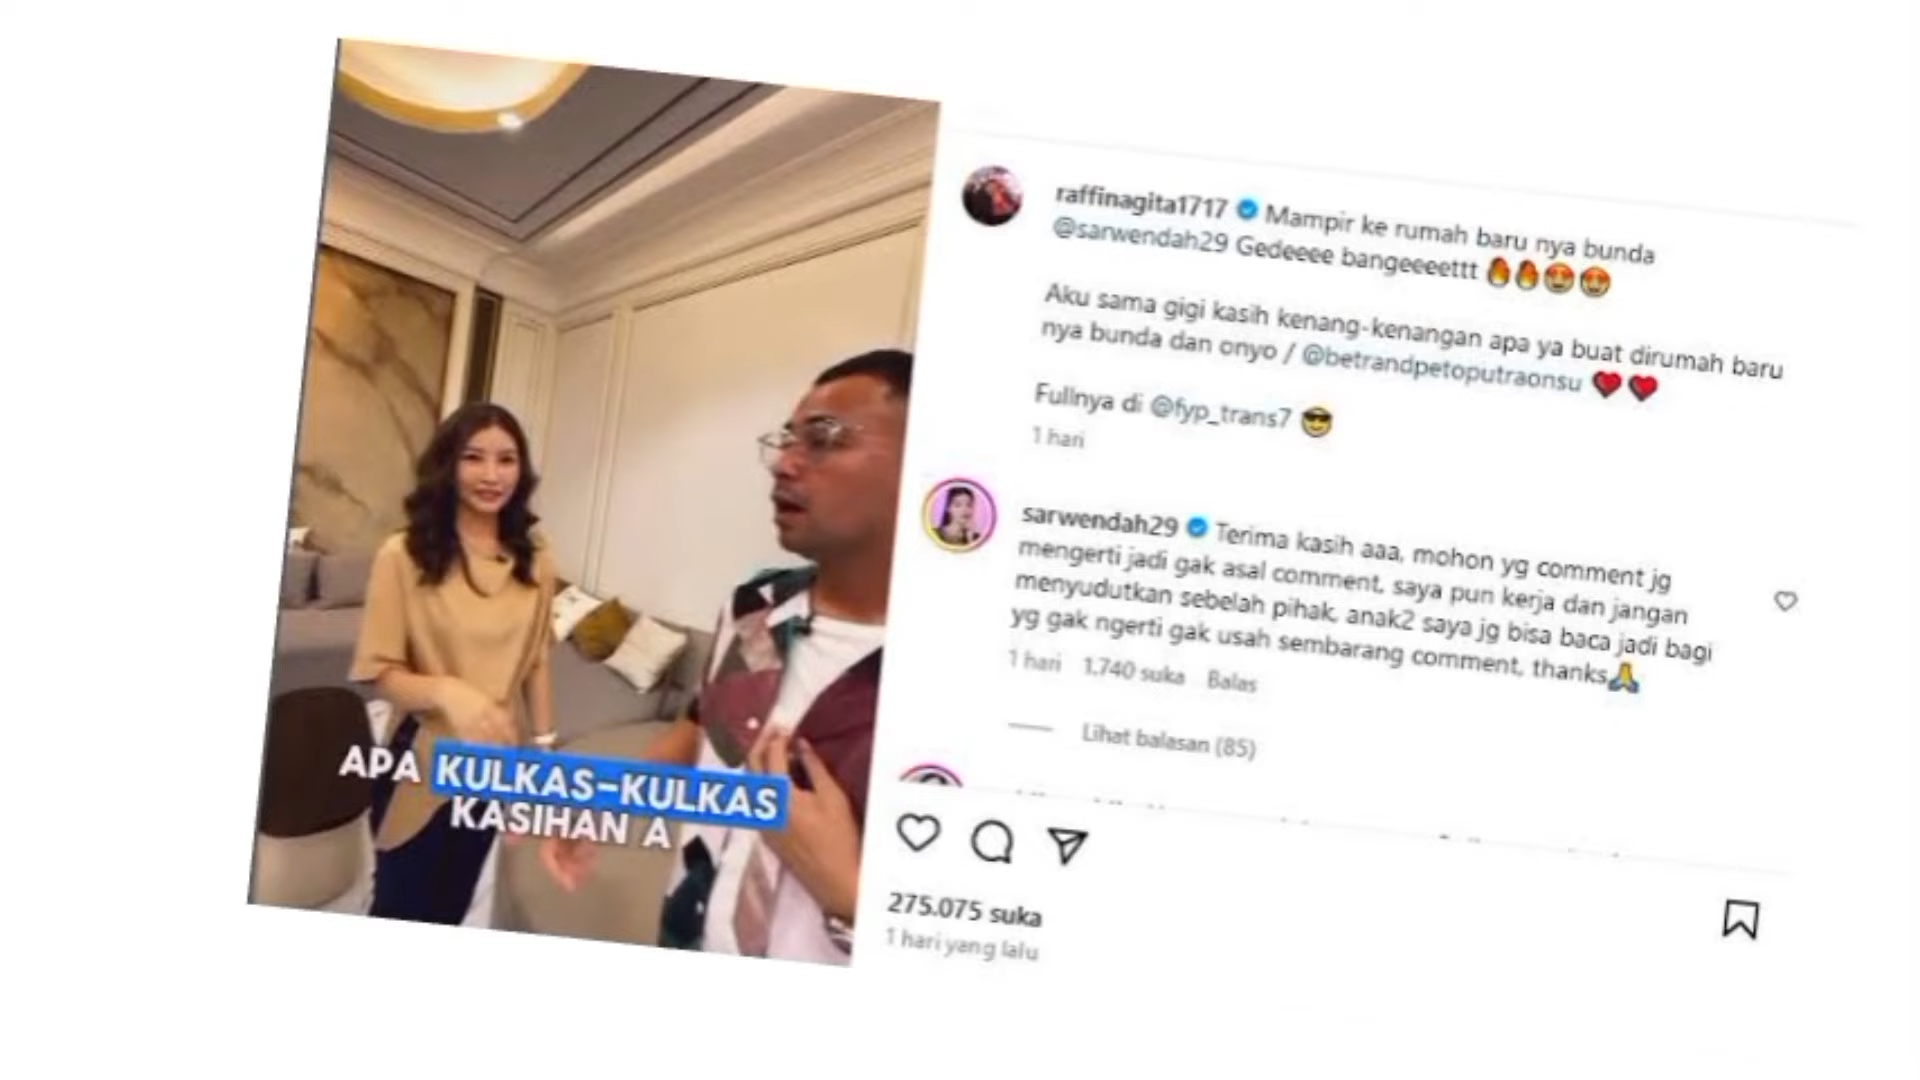 APA KULKAS-KULKAS
KASIHAN A
raffinagita1717 Mampir ke rumah baru nya bunda
@sarwendah29 Gedeeee bangeeeettt 🔥🔥😍😍
Aku sama gigi kasih kenang-kenangan apa ya buat dirumah baru
nya bunda dan onyo / @betrandpetoputraonsu ❤️❤️
Fullnya di @fyp_trans7 😎
1 hari
sarwendah29 Terima kasih aaa, mohon yg comment jg
mengerti jadi gak asal comment, saya pun kerja dan jangan
menyudutkan sebelah pihak, anak2 saya jg bisa baca jadi bagi
yg gak ngerti gak usah sembarang comment, thanks🙏
1 hari 1.740 suka Balas
Lihat balasan (85)
275.075 suka
1 hari yang lalu